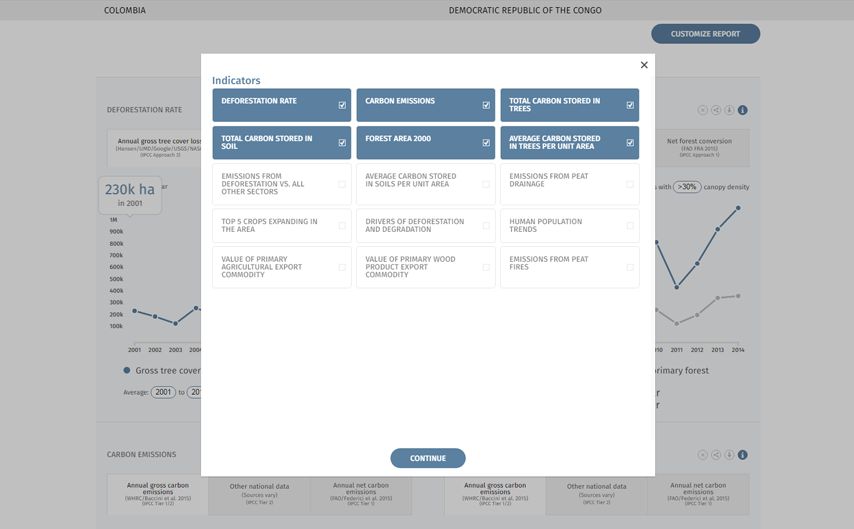 COLOMBIA
DEMOCRATIC REPUBLIC OF THE CONGO
CUSTOMIZE REPORT
Indicators
DEFORESTATION RATE
CARBON EMISSIONS
TOTAL CARBON STORED IN
TREES
TOTAL CARBON STORED IN
SOIL
FOREST AREA 2000
AVERAGE CARBON STORED
IN TREES PER UNIT AREA
EMISSIONS FROM
DEFORESTATION VS. ALL
OTHER SECTORS
AVERAGE CARBON STORED
IN SOILS PER UNIT AREA
EMISSIONS FROM PEAT
DRAINAGE
TOP 5 CROPS EXPANDING IN
THE AREA
DRIVERS OF DEFORESTATION
AND DEGRADATION
HUMAN POPULATION
TRENDS
VALUE OF PRIMARY
AGRICULTURAL EXPORT
COMMODITY
VALUE OF PRIMARY WOOD
PRODUCT EXPORT
COMMODITY
EMISSIONS FROM PEAT
FIRES
CONTINUE
DEFORESTATION RATE
Annual gross tree cover loss
(Hansen/UMD/Google/USGS/NASA
(IPCC Approach 2)
Net forest conversion
(FAO FRA 2015)
(IPCC Approach 1)
230k ha
in 2001
ar
s with >30% canopy density
1M
900k
800k
700k
600k
500k
400k
300k
200k
100k
2001 2002 2003
2011 2012 2013 2014
Gross tree cover
primary forest
Average: 2001 to 201
r
r
CARBON EMISSIONS
Annual gross carbon
emissions
(WHRC/Baccini et al. 2015)
(IPCC Tier 1/2)
Other national data
(Sources vary)
(IPCC Tier 2)
Annual net carbon
emissions
(FAO/Federici et al. 2015)
(IPCC Tier 1)
Annual gross carbon
emissions
(WHRC/Baccini et al. 2015)
(IPCC Tier 1/2)
Other national data
(Sources vary)
(IPCC Tier 2)
Annual net carbon
emissions
(FAO/Federici et al. 2015)
(IPCC Tier 1)